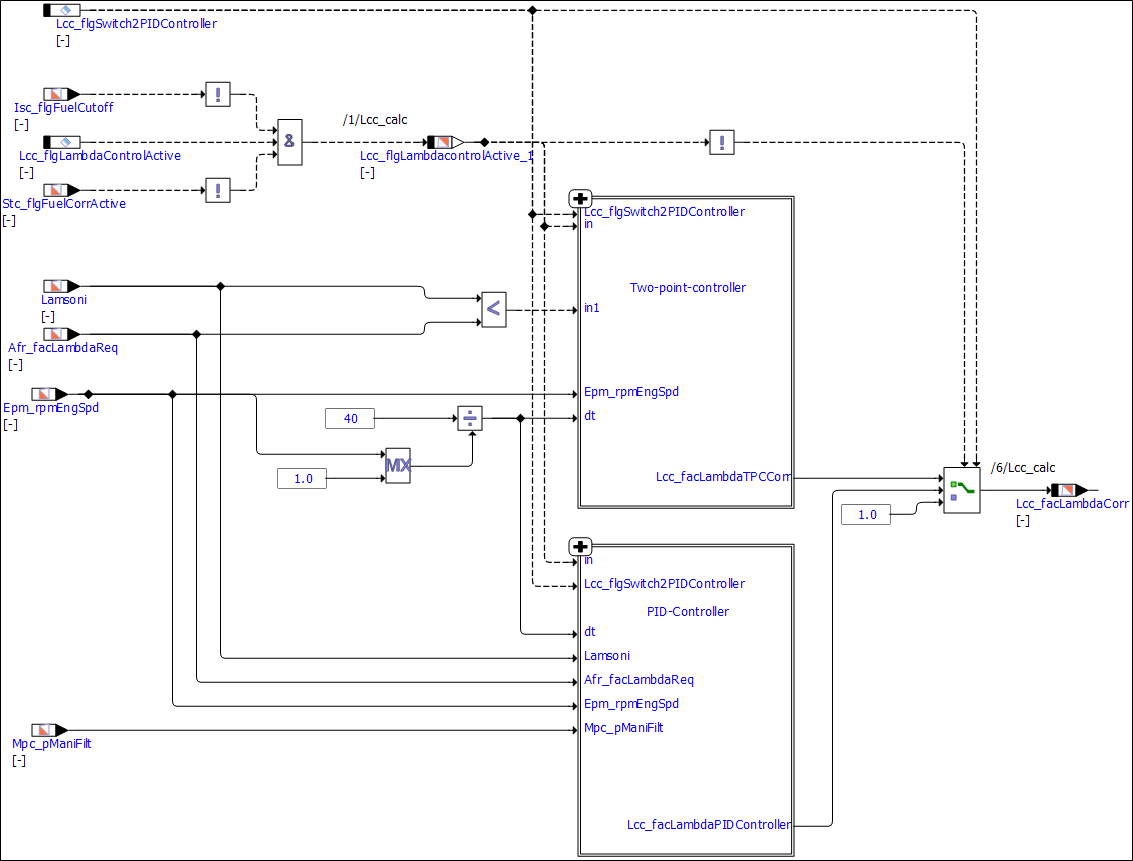 Lcc_flgSwitch2PIDController
[-]
Isc_flgFuelCutoff
[-]
!
/1/Lcc_calc
&
Lcc_flgLambdaControlActive
[-]
Lcc_flgLambdacontrolActive_1
[-]
!
Stc_flgFuelCorrActive
[-]
!
Lcc_flgSwitch2PIDController
in
Two-point-controller
Lamsoni
[-]
<
in1
Afr_facLambdaReq
[-]
Epm_rpmEngSpd
[-]
Epm_rpmEngSpd
40
÷
dt
MX
1.0
Lcc_facLambdaTPCCorr
/6/Lcc_calc
Lcc_facLambdaCorr
[-]
1.0
in
Lcc_flgSwitch2PIDController
PID-Controller
dt
Lamsoni
Afr_facLambdaReq
Epm_rpmEngSpd
Mpc_pManiFilt
Mpc_pManiFilt
[-]
Lcc_facLambdaPIDController